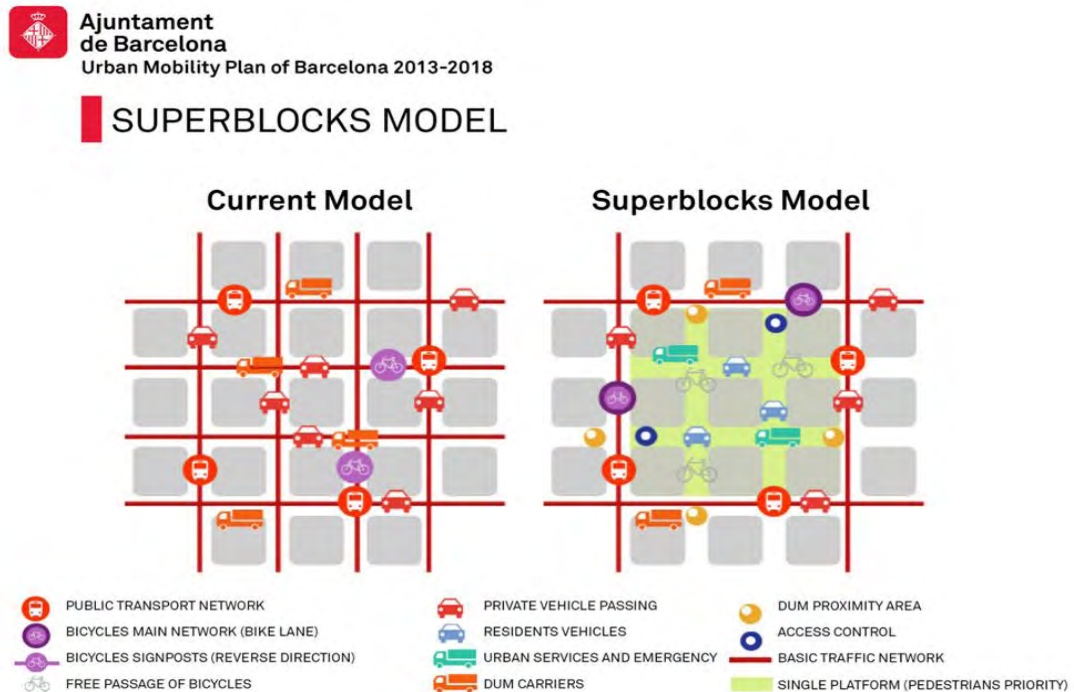 Ajuntament
de Barcelona
Urban Mobility Plan of Barcelona 2013-2018
SUPERBLOCKS MODEL
Current Model
Superblocks Model
PUBLIC TRANSPORT NETWORK
BICYCLES MAIN NETWORK (BIKE LANE)
BICYCLES SIGNPOSTS (REVERSE DIRECTION)
FREE PASSAGE OF BICYCLES
PRIVATE VEHICLE PASSING
RESIDENTS VEHICLES
URBAN SERVICES AND EMERGENCY
DUM CARRIERS
DUM PROXIMITY AREA
ACCESS CONTROL
BASIC TRAFFIC NETWORK
SINGLE PLATFORM (PEDESTRIANS PRIORITY)